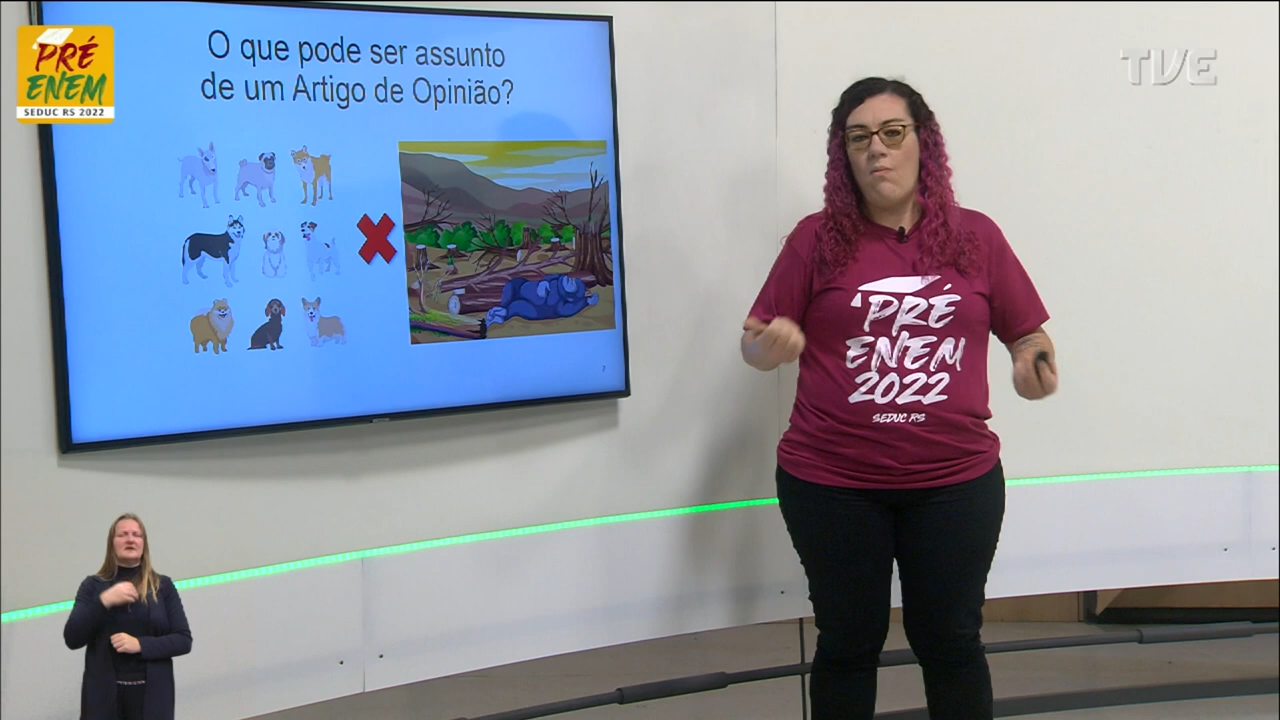 PRÉ
ENEM
SEDUC RS 2022
O que pode ser assunto
de um Artigo de Opinião?
7
TVE
PRÉ
ENEM
2022
SEDUC RS